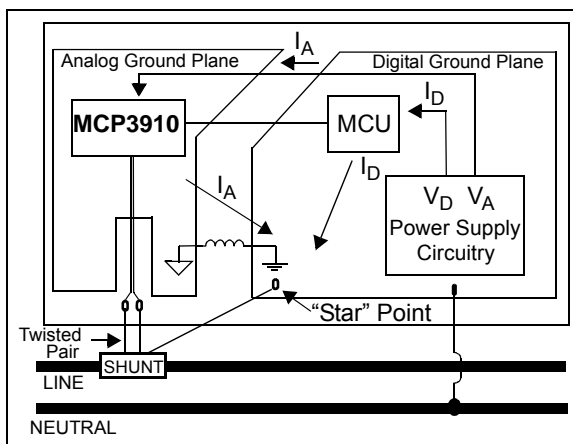 I_A
Analog Ground Plane
Digital Ground Plane
I_D
MCP3910
MCU
I_A
I_D
V_D V_A
Power Supply
Circuitry
“Star” Point
Twisted
Pair
SHUNT
LINE
NEUTRAL